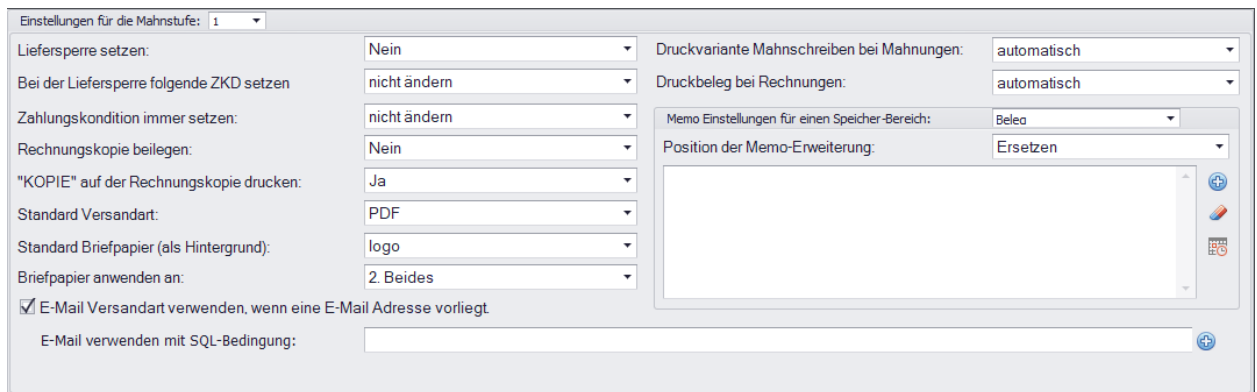 Einstellungen für die Mahnstufe: 1
Liefersperre setzen: Nein
Bei der Liefersperre folgende ZKD setzen nicht ändern
Zahlungskondition immer setzen: nicht ändern
Rechnungskopie beilegen: Nein
"KOPIE" auf der Rechnungskopie drucken: Ja
Standard Versandart: PDF
Standard Briefpapier (als Hintergrund): logo
Briefpapier anwenden an: 2. Beides
E-Mail Versandart verwenden, wenn eine E-Mail Adresse vorliegt.
E-Mail verwenden mit SQL-Bedingung:
Druckvariante Mahnschreiben bei Mahnungen: automatisch
Druckbeleg bei Rechnungen: automatisch
Memo Einstellungen für einen Speicher-Bereich: Beleg
Position der Memo-Erweiterung: Ersetzen